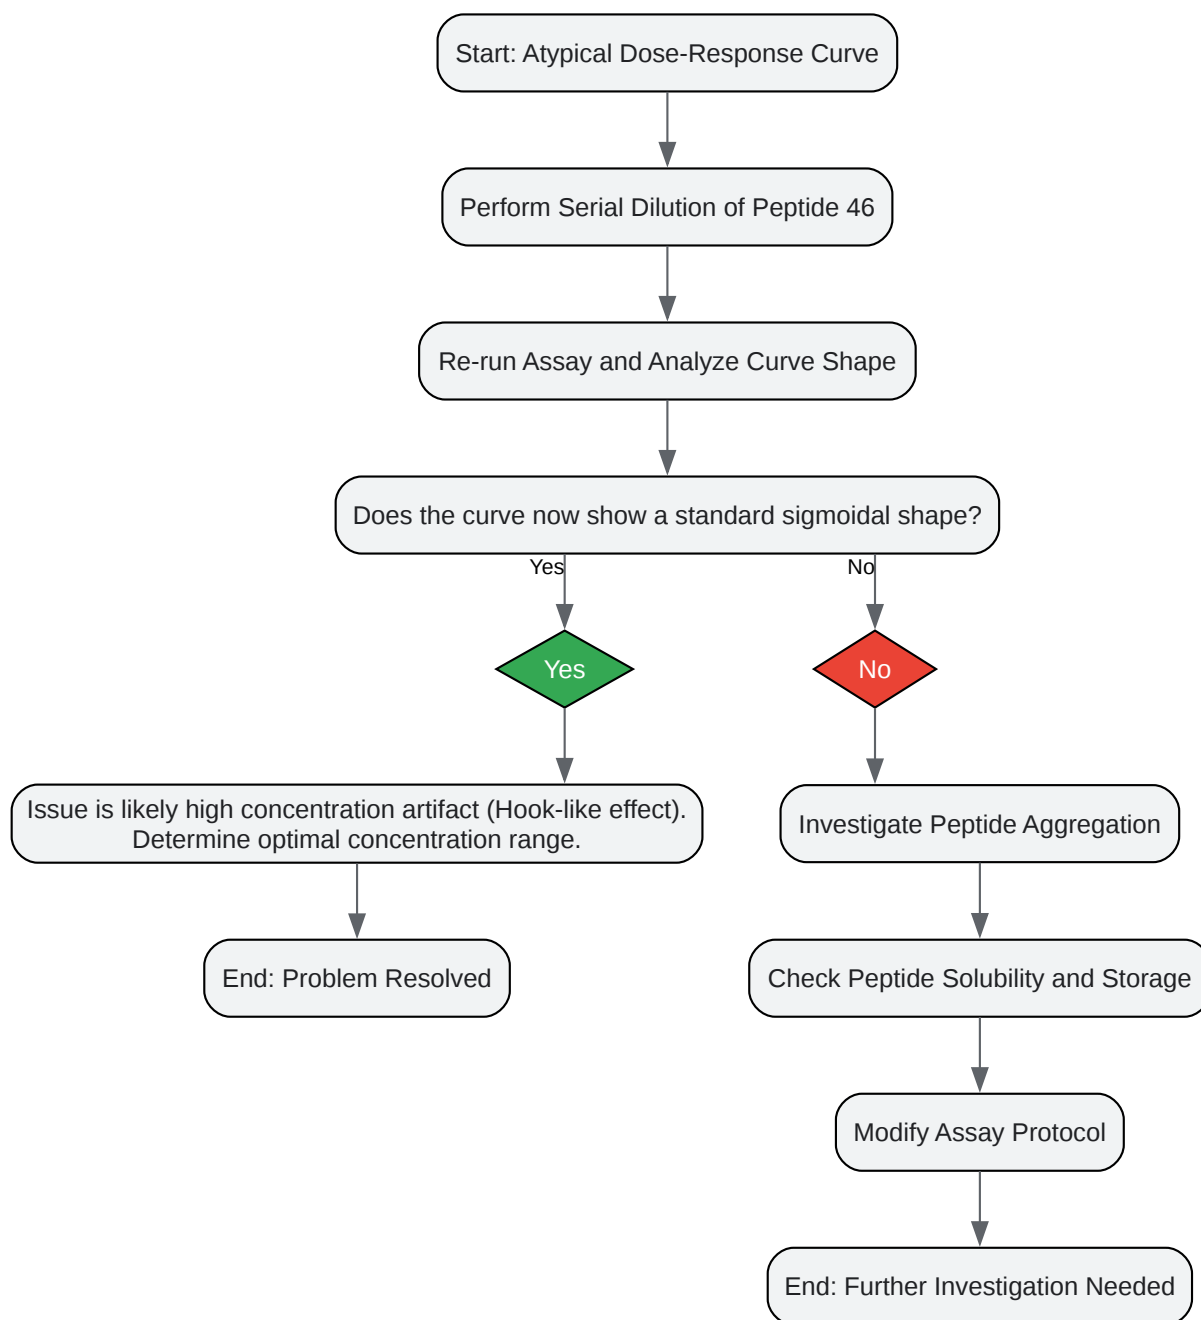 Start: Atypical Dose-Response Curve
Perform Serial Dilution of Peptide 46
Re-run Assay and Analyze Curve Shape
Does the curve now show a standard sigmoidal shape?
Yes
No
Yes
No
Issue is likely high concentration artifact (Hook-like effect).
Determine optimal concentration range.
Investigate Peptide Aggregation
End: Problem Resolved
Check Peptide Solubility and Storage
Modify Assay Protocol
End: Further Investigation Needed